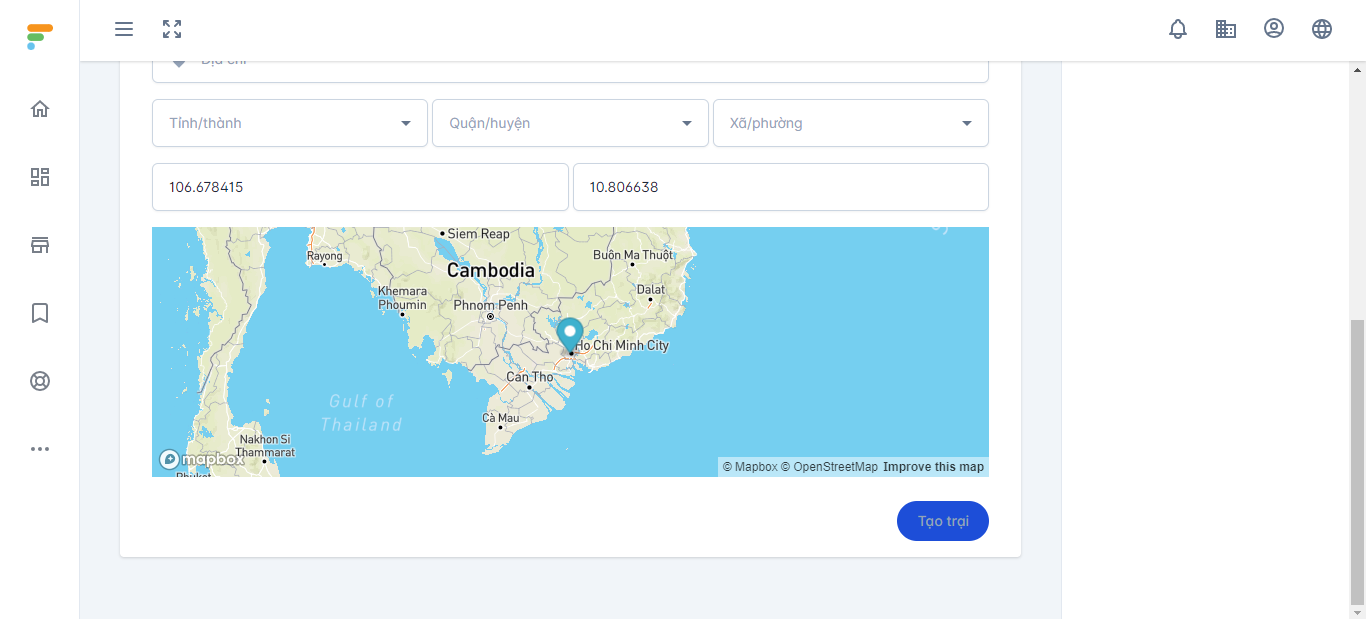 Địa chỉ
Tỉnh/thành
Quận/huyện
Xã/phường
106.678415
10.806638
Siem Reap
Rayong
Buôn Ma Thuột
Cambodia
Khemara
Phoumin
Phnom Penh
Dalat
Ho Chi Minh City
Can Tho
Gulf of
Thailand
Cà Mau
Nakhon Si
Thammarat
mapbox
Phuket
© Mapbox © OpenStreetMap Improve this map
Tạo trại